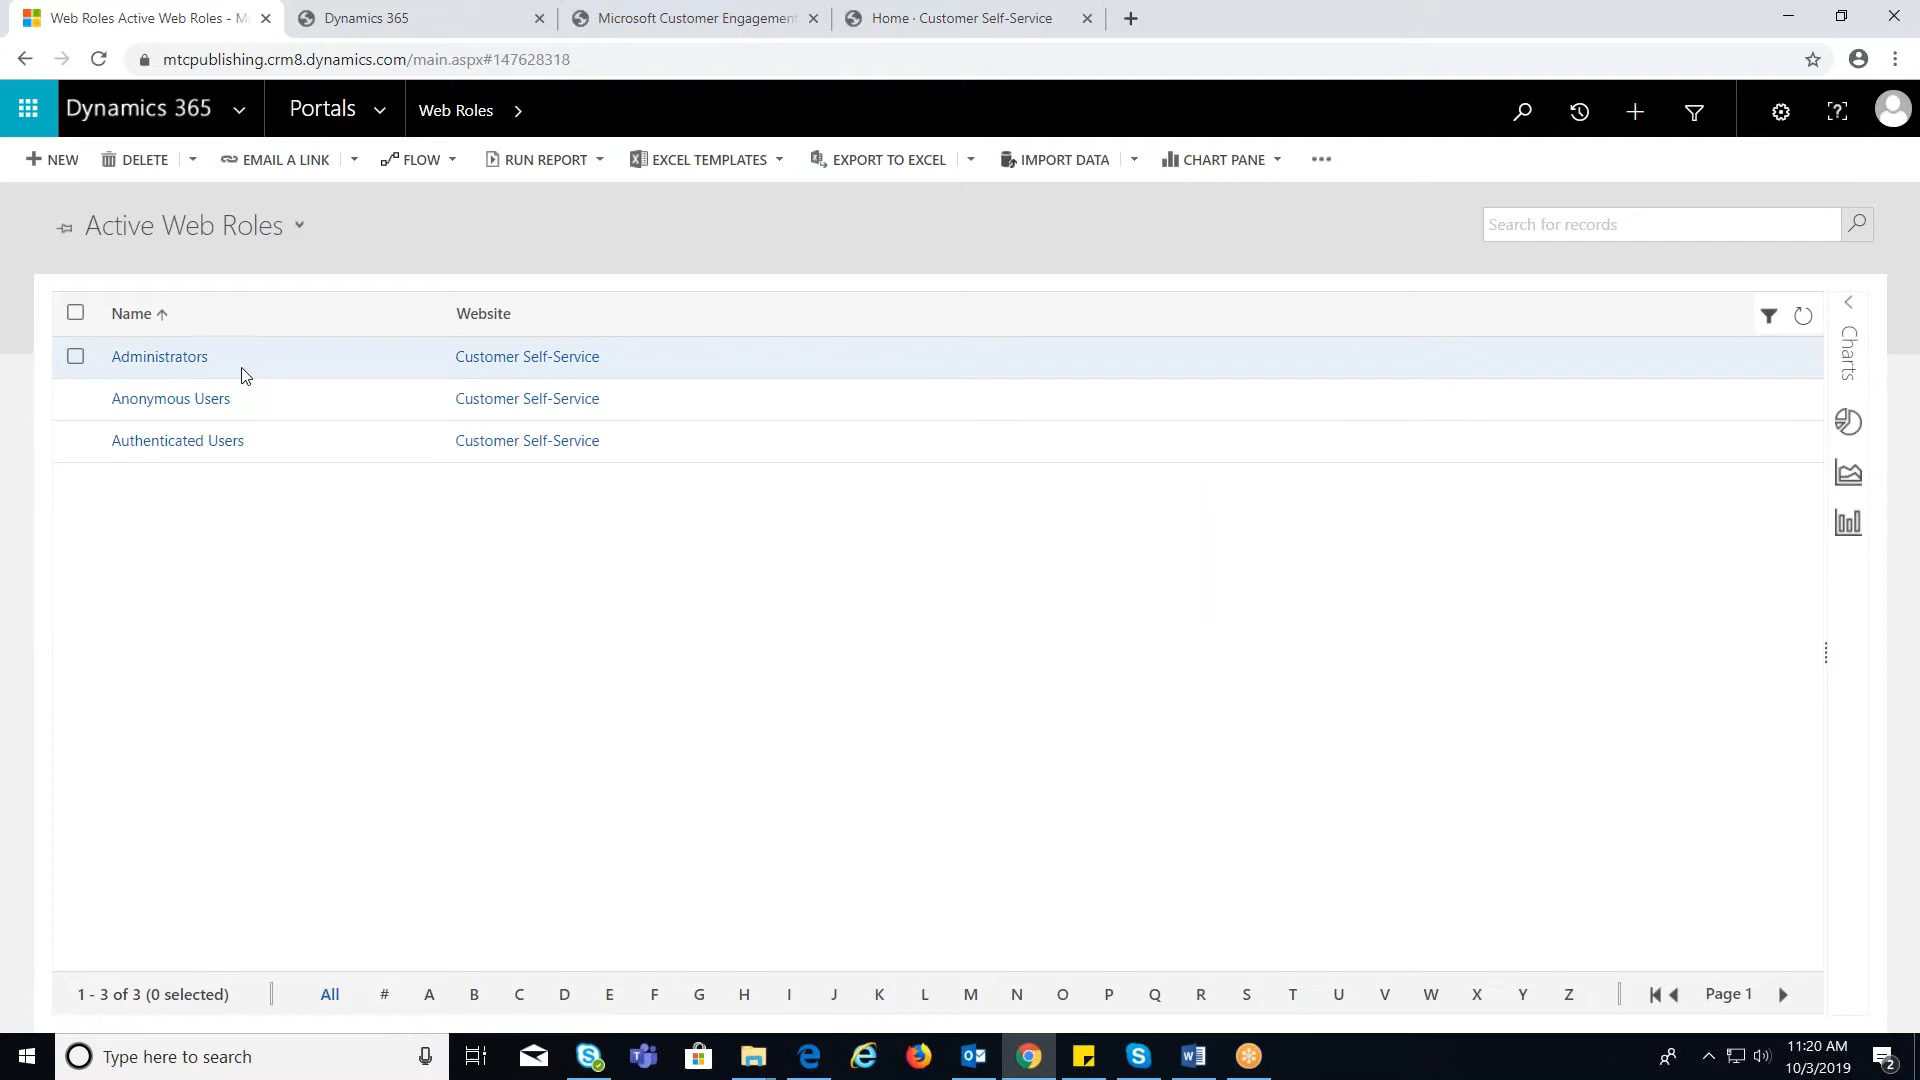 Web Roles Active Web Roles - M
Dynamics 365
Microsoft Customer Engagement
Home · Customer Self-Service
mtcpublishing.crm8.dynamics.com/main.aspx#147628318
Dynamics 365
Portals
Web Roles
NEW
DELETE
EMAIL A LINK
FLOW
RUN REPORT
EXCEL TEMPLATES
EXPORT TO EXCEL
IMPORT DATA
CHART PANE
Active Web Roles
Search for records
Name
Website
Administrators
Customer Self-Service
Anonymous Users
Customer Self-Service
Authenticated Users
Customer Self-Service
Charts
1 - 3 of 3 (0 selected)
All # A B C D E F G H I J K L M N O P Q R S T U V W X Y Z
Page 1
Type here to search
11:20 AM
10/3/2019
2